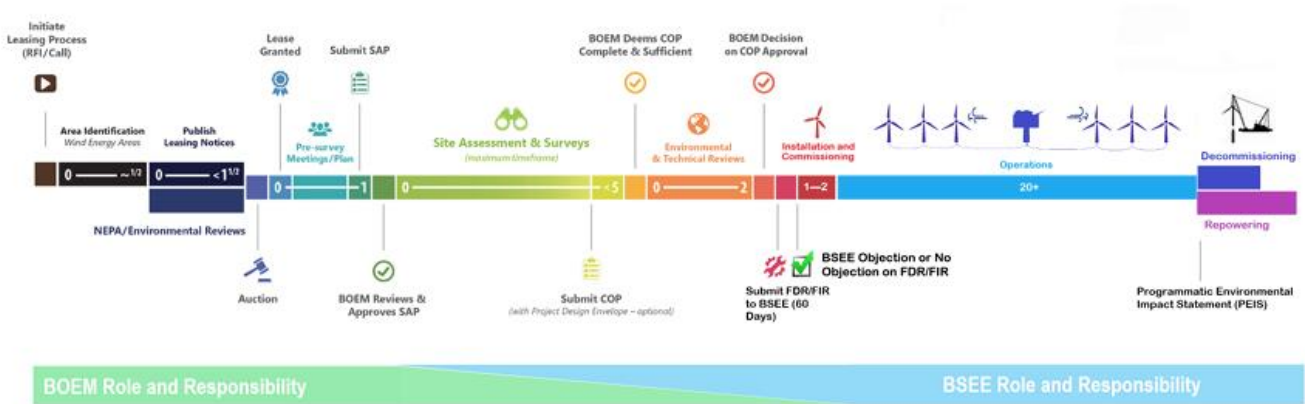 Initiate
Leasing Process
(RFI/Call)
Lease
Granted
Submit SAP
BOEM Deems COP
Complete & Sufficient
BOEM Decision
on COP Approval
Area Identification
Wind Energy Areas
Publish
Leasing Notices
Pre-survey
Meetings/Plan
Site Assessment & Surveys
(maximum timeframe)
Environmental
& Technical Reviews
Installation and
Commissioning
Operations
Decommissioning
0 ~1/2
0 <1 1/2
0 1
0 <5
0 2
1—2
20+
Repowering
NEPA/Environmental Reviews
Auction
BOEM Reviews &
Approves SAP
Submit COP
(with Project Design Envelope – optional)
Submit FDR/FIR
to BSEE (60
Days)
BSEE Objection or No
Objection on FDR/FIR
Programmatic Environmental
Impact Statement (PEIS)
BOEM Role and Responsibility
BSEE Role and Responsibility